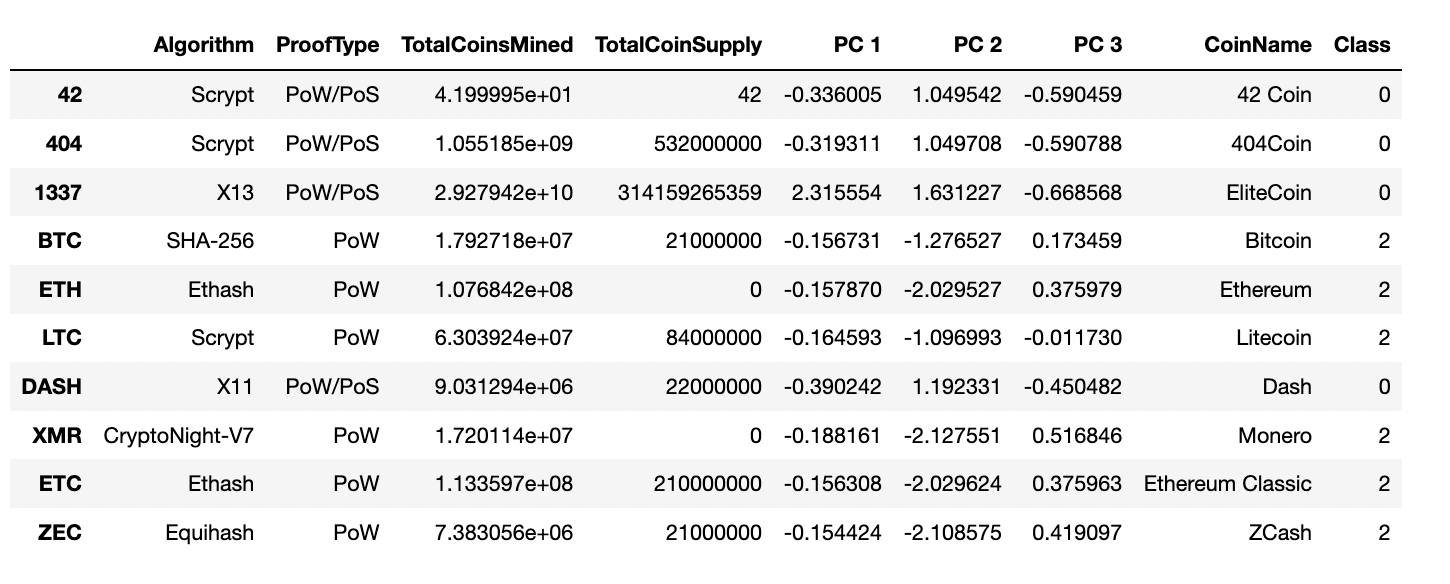 Algorithm ProofType TotalCoinsMined TotalCoinSupply PC 1 PC 2 PC 3 CoinName Class
42 Scrypt PoW/PoS 4.199995e+01 42 -0.336005 1.049542 -0.590459 42 Coin 0
404 Scrypt PoW/PoS 1.055185e+09 532000000 -0.319311 1.049708 -0.590788 404Coin 0
1337 X13 PoW/PoS 2.927942e+10 314159265359 2.315554 1.631227 -0.668568 EliteCoin 0
BTC SHA-256 PoW 1.792718e+07 21000000 -0.156731 -1.276527 0.173459 Bitcoin 2
ETH Ethash PoW 1.076842e+08 0 -0.157870 -2.029527 0.375979 Ethereum 2
LTC Scrypt PoW 6.303924e+07 84000000 -0.164593 -1.096993 -0.011730 Litecoin 2
DASH X11 PoW/PoS 9.031294e+06 22000000 -0.390242 1.192331 -0.450482 Dash 0
XMR CryptoNight-V7 PoW 1.720114e+07 0 -0.188161 -2.127551 0.516846 Monero 2
ETC Ethash PoW 1.133597e+08 210000000 -0.156308 -2.029624 0.375963 Ethereum Classic 2
ZEC Equihash PoW 7.383056e+06 21000000 -0.154424 -2.108575 0.419097 ZCash 2